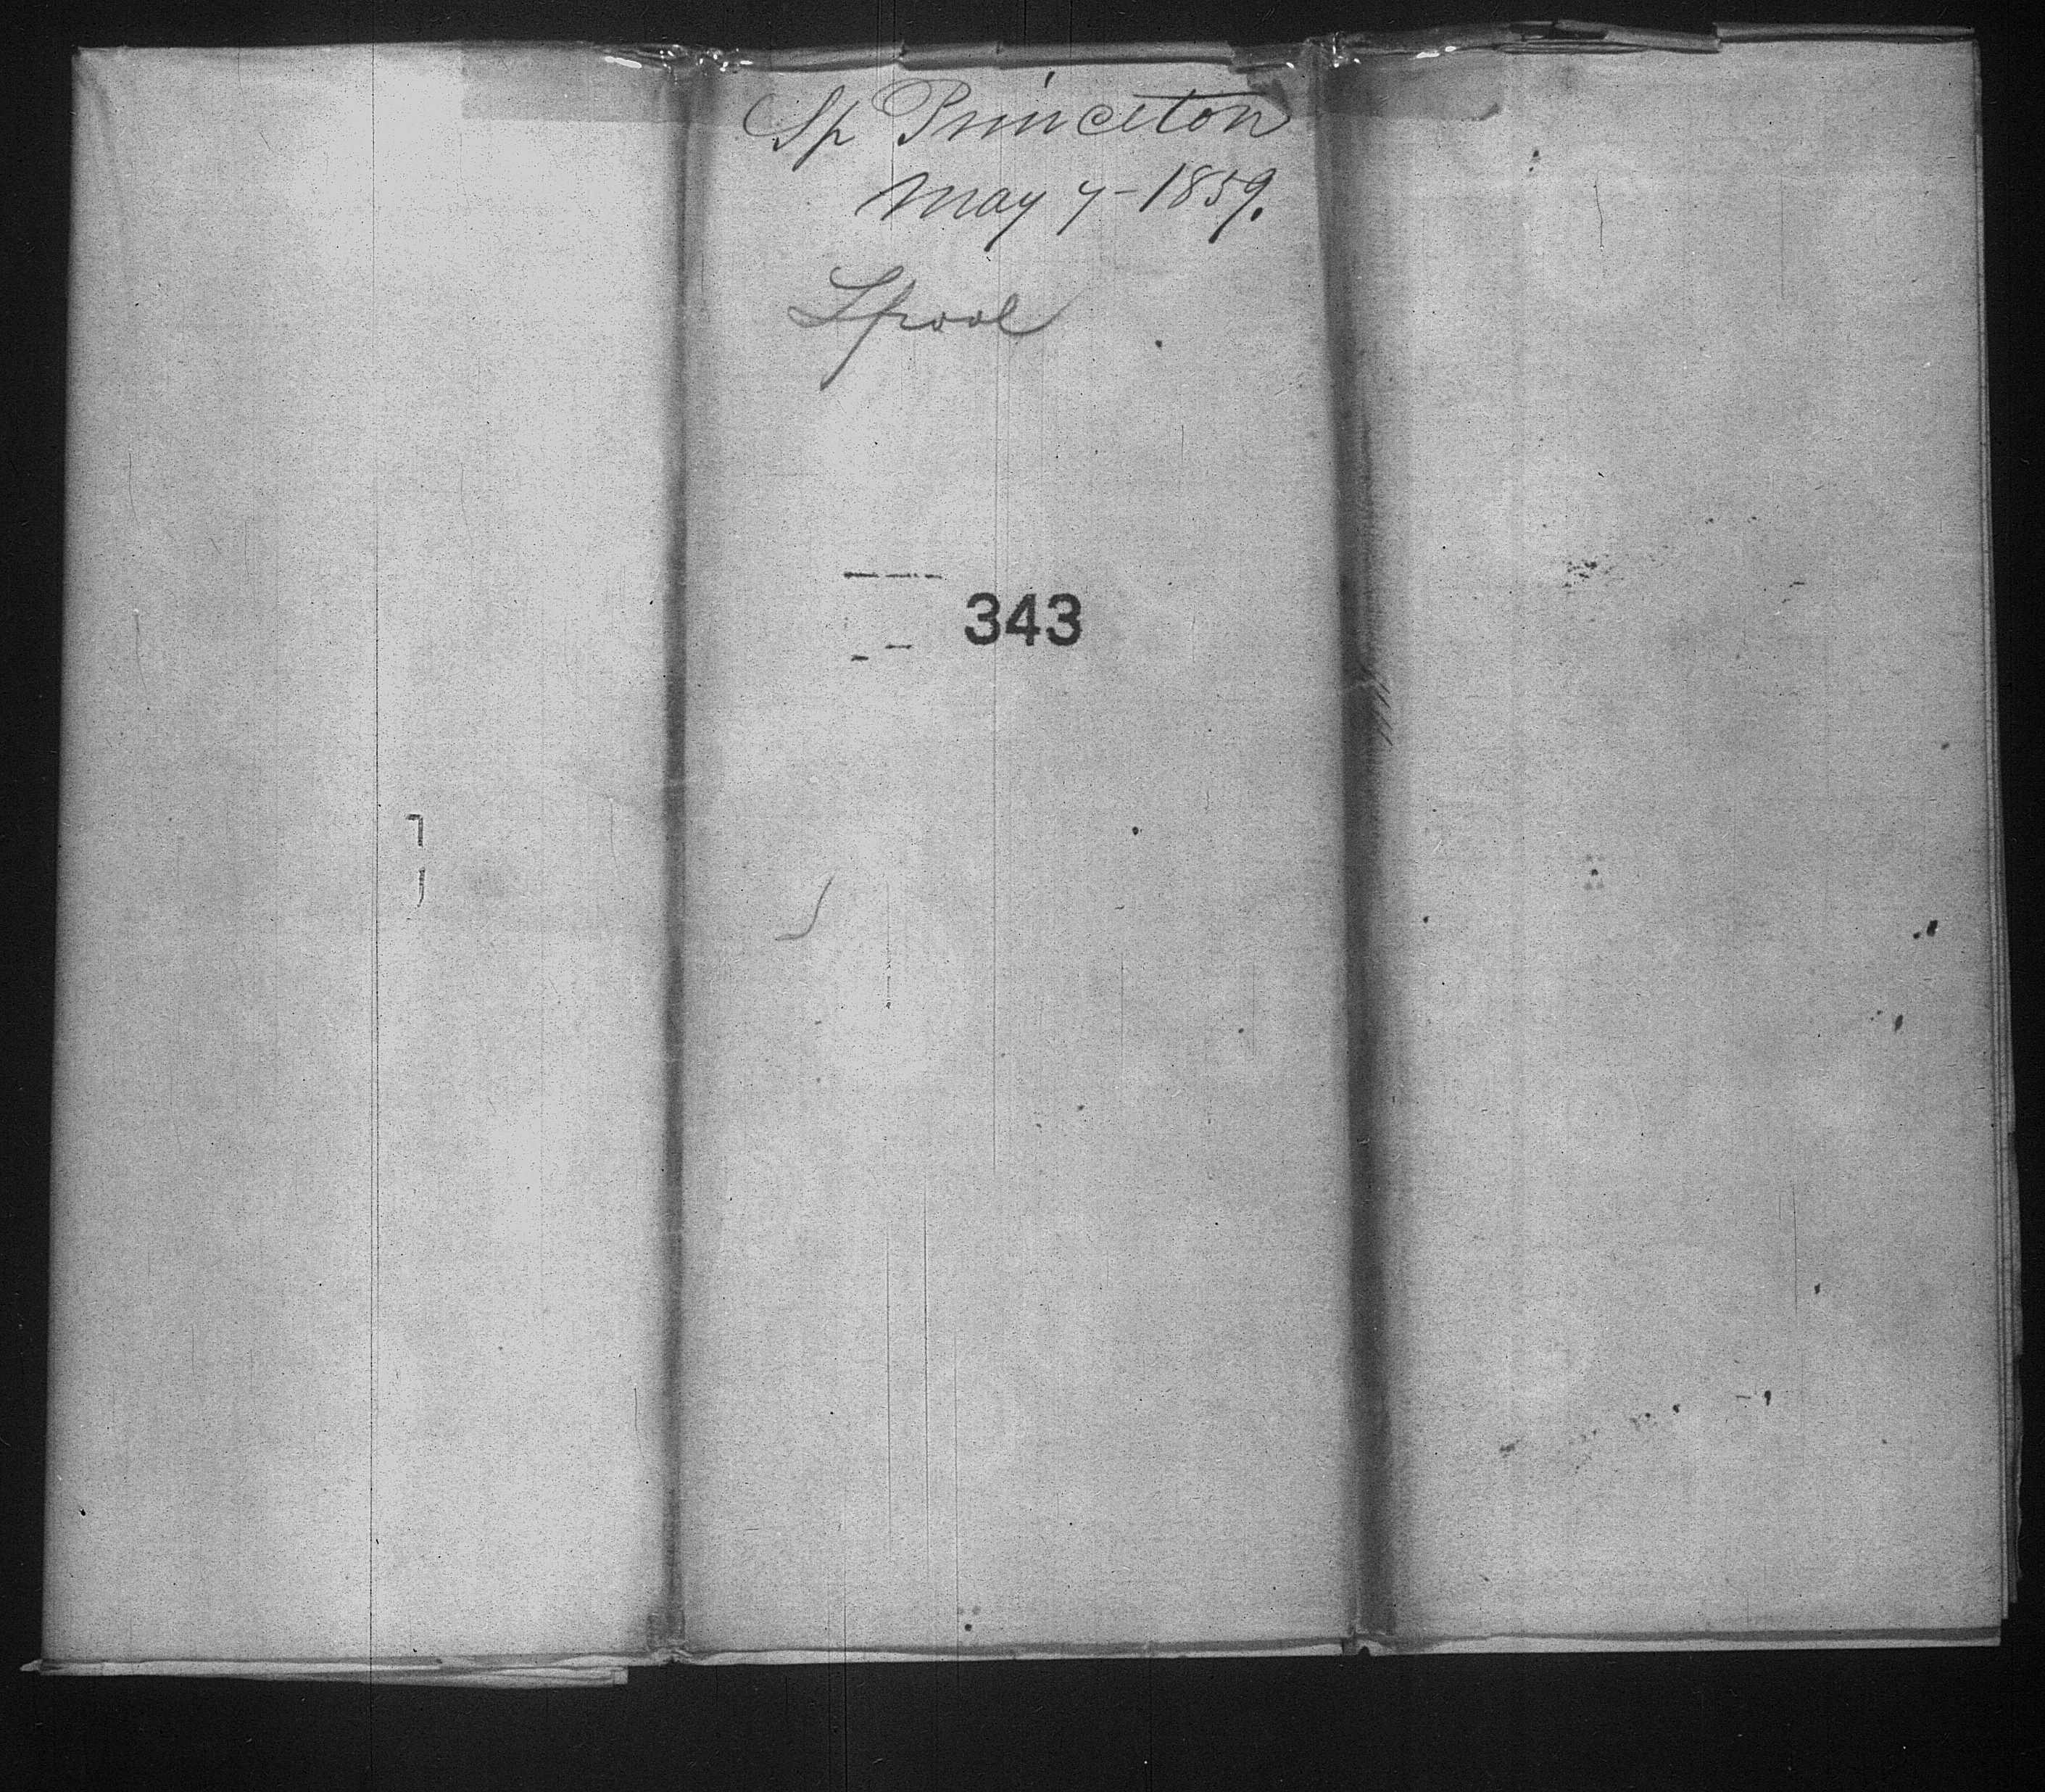 Sp Princeton
May 7-1859.
Lpool
343